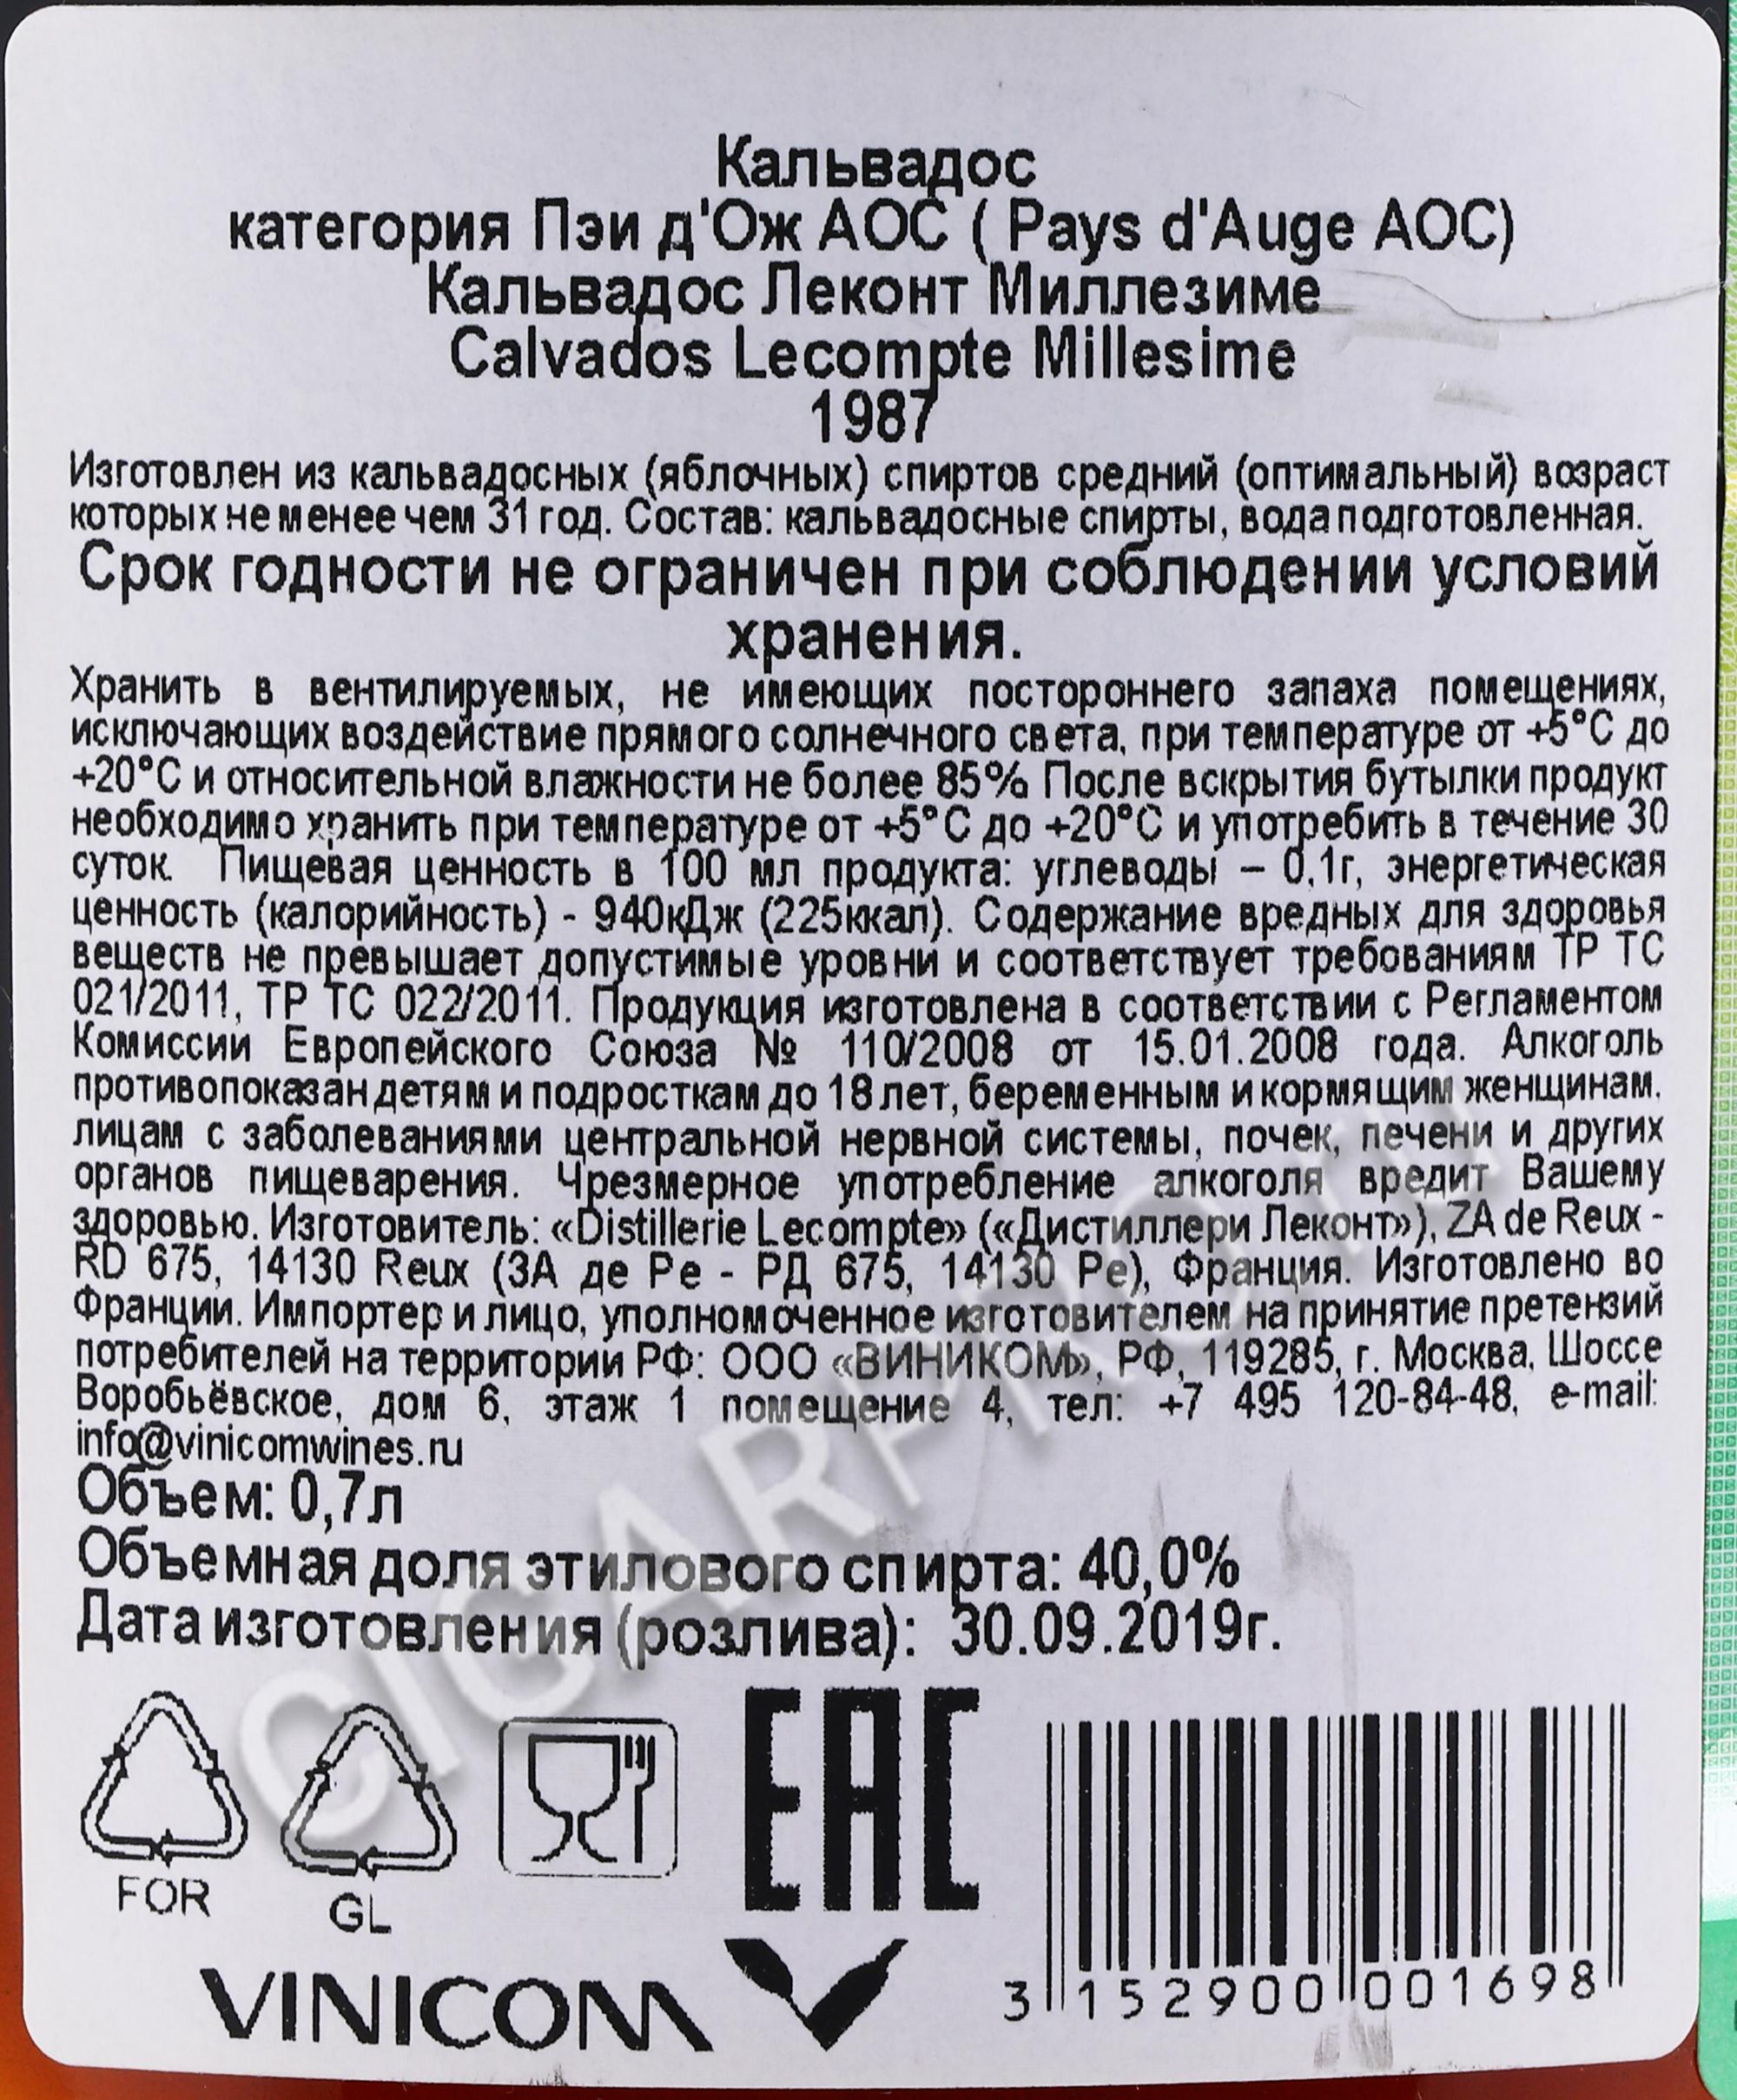 Кальвадос
категория Пэи д'Ож АОС ( Pays d'Auge AOC)
Кальвадос Леконт Миллезиме
Calvados Lecompte Millesime
1987
Изготовлен из кальвадосных (яблочных) спиртов средний (оптимальный) возраст
которых не менее чем 31 год. Состав: кальвадосные спирты, вода подготовленная.
Срок годности не ограничен при соблюдении условий
хранения.
Хранить в вентилируемых, не имеющих постороннего запаха помещениях,
исключающих воздействие прямого солнечного света, при температуре от +5°C до
+20°C и относительной влажности не более 85% После вскрытия бутылки продукт
необходимо хранить при температуре от +5°C до +20°C и употребить в течение 30
суток. Пищевая ценность в 100 мл продукта: углеводы – 0,1г, энергетическая
ценность (калорийность) - 940кДж (225ккал). Содержание вредных для здоровья
веществ не превышает допустимые уровни и соответствует требованиям ТР ТС
021/2011, ТР ТС 022/2011. Продукция изготовлена в соответствии с Регламентом
Комиссии Европейского Союза № 110/2008 от 15.01.2008 года. Алкоголь
противопоказан детям и подросткам до 18 лет, беременным и кормящим женщинам,
лицам с заболеваниями центральной нервной системы, почек, печени и других
органов пищеварения. Чрезмерное употребление алкоголя вредит Вашему
здоровью. Изготовитель: «Distillerie Lecompte» («Дистиллери Леконт»), ZA de Reux -
RD 675, 14130 Reux (ЗА де Ре - РД 675, 14130 Ре), Франция. Изготовлено во
Франции. Импортер и лицо, уполномоченное изготовителем на принятие претензий
потребителей на территории РФ: ООО «ВИНИКОМ», РФ, 119285, г. Москва, Шоссе
Воробьёвское, дом 6, этаж 1 помещение 4, тел: +7 495 120-84-48, e-mail:
info@vinicomwines.ru
Объем: 0,7л
Объемная доля этилового спирта: 40,0%
Дата изготовления (розлива): 30.09.2019г.
FOR
GL
EAC
VINICOM
3 152900 001698
CIGARPRO.RU